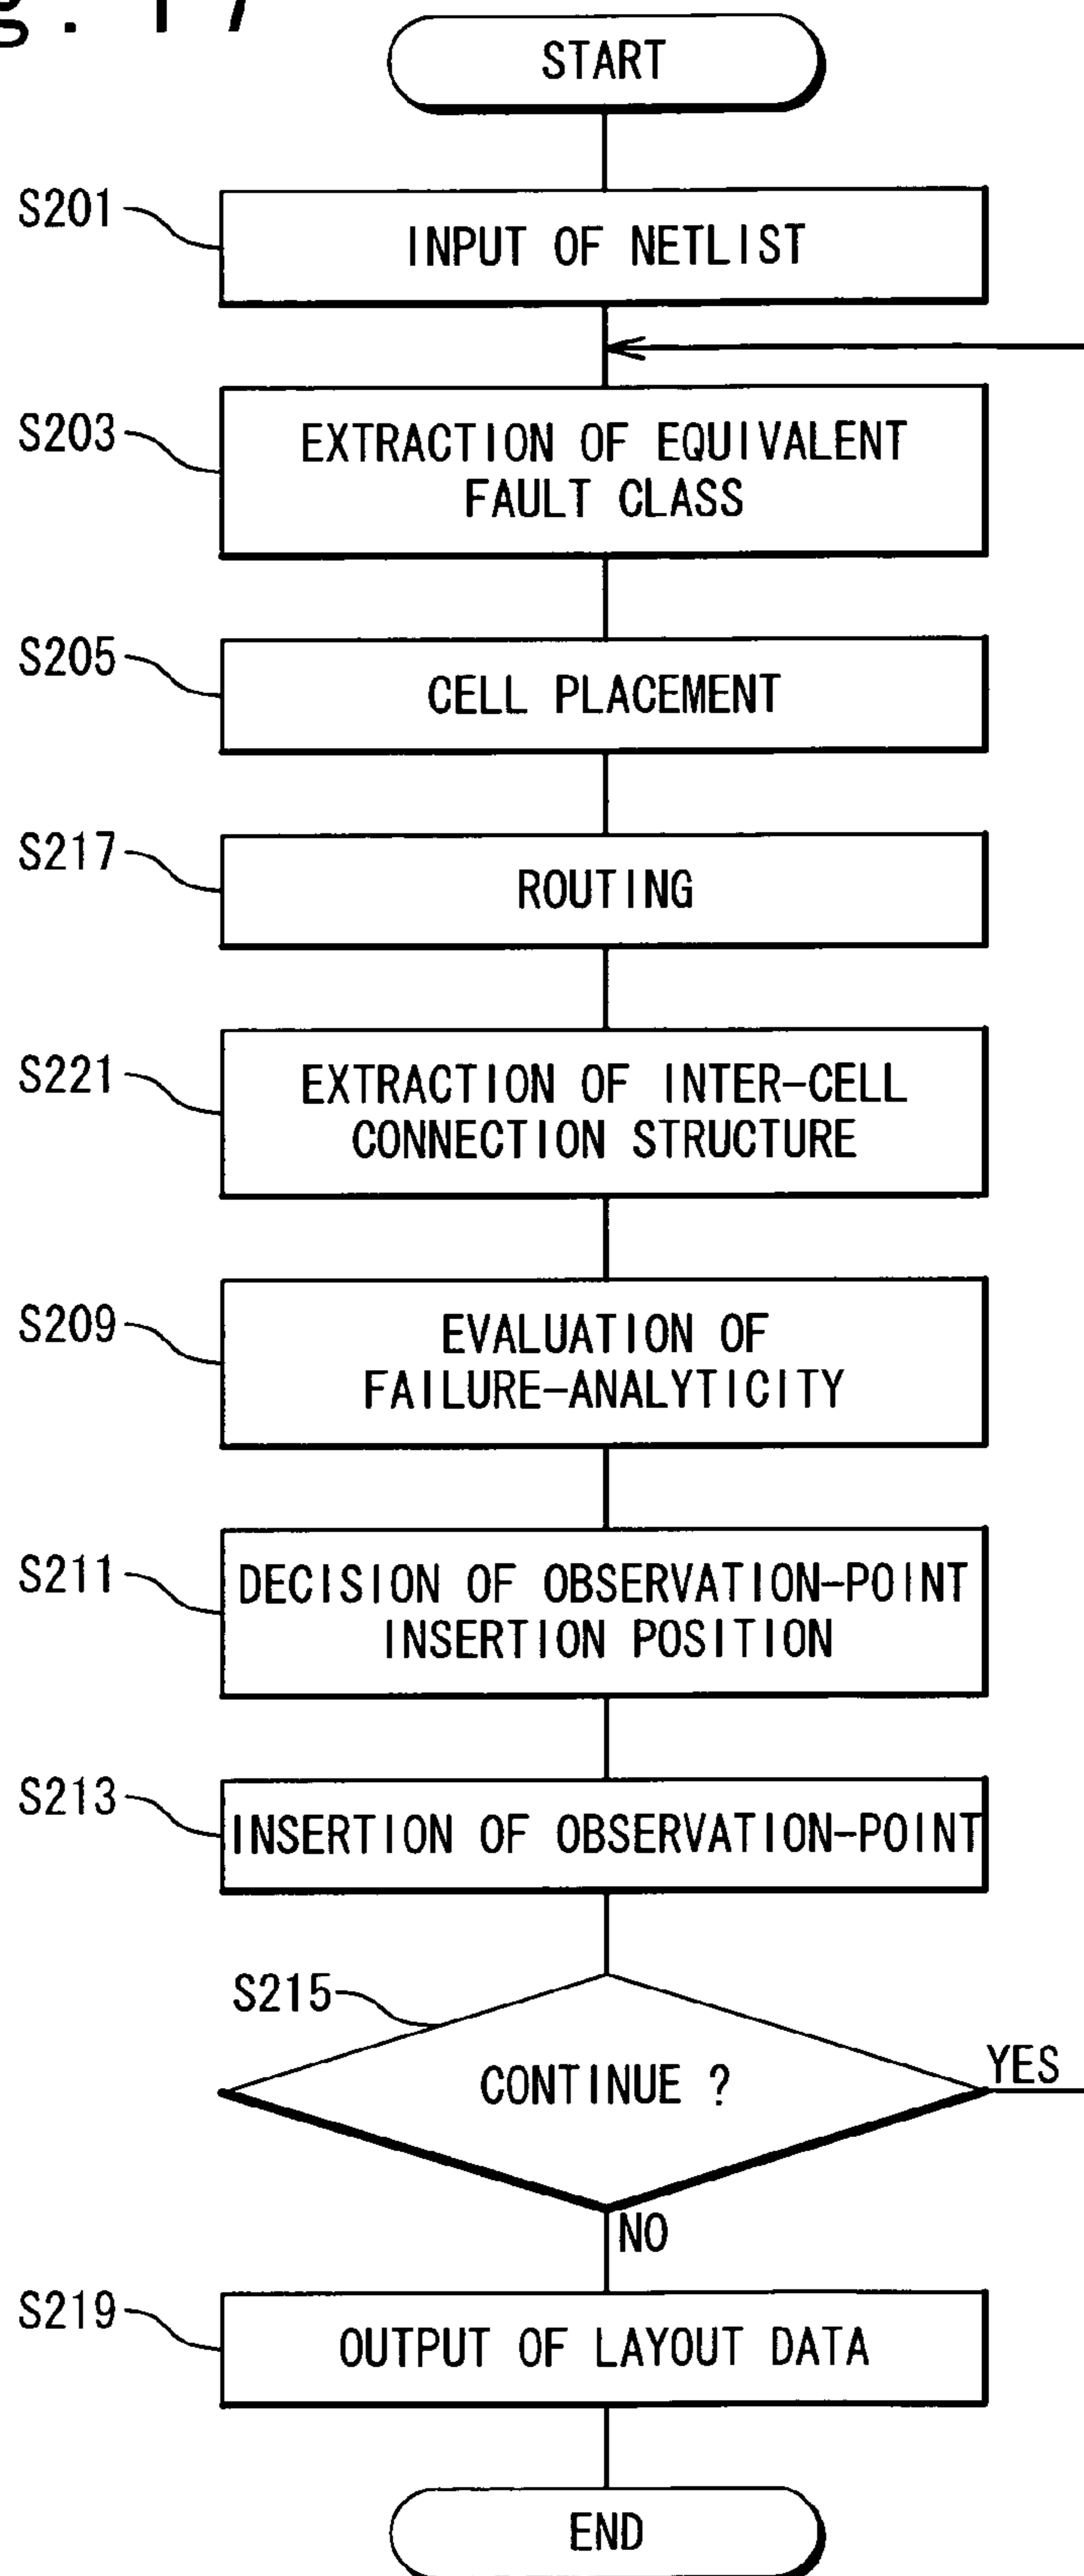 g. 17
START
S201
INPUT OF NETLIST
S203
EXTRACTION OF EQUIVALENT
FAULT CLASS
S205
CELL PLACEMENT
S217
ROUTING
S221
EXTRACTION OF INTER-CELL
CONNECTION STRUCTURE
S209
EVALUATION OF
FAILURE-ANALYTICITY
S211
DECISION OF OBSERVATION-POINT
INSERTION POSITION
S213
INSERTION OF OBSERVATION-POINT
S215
CONTINUE ?
YES
NO
S219
OUTPUT OF LAYOUT DATA
END